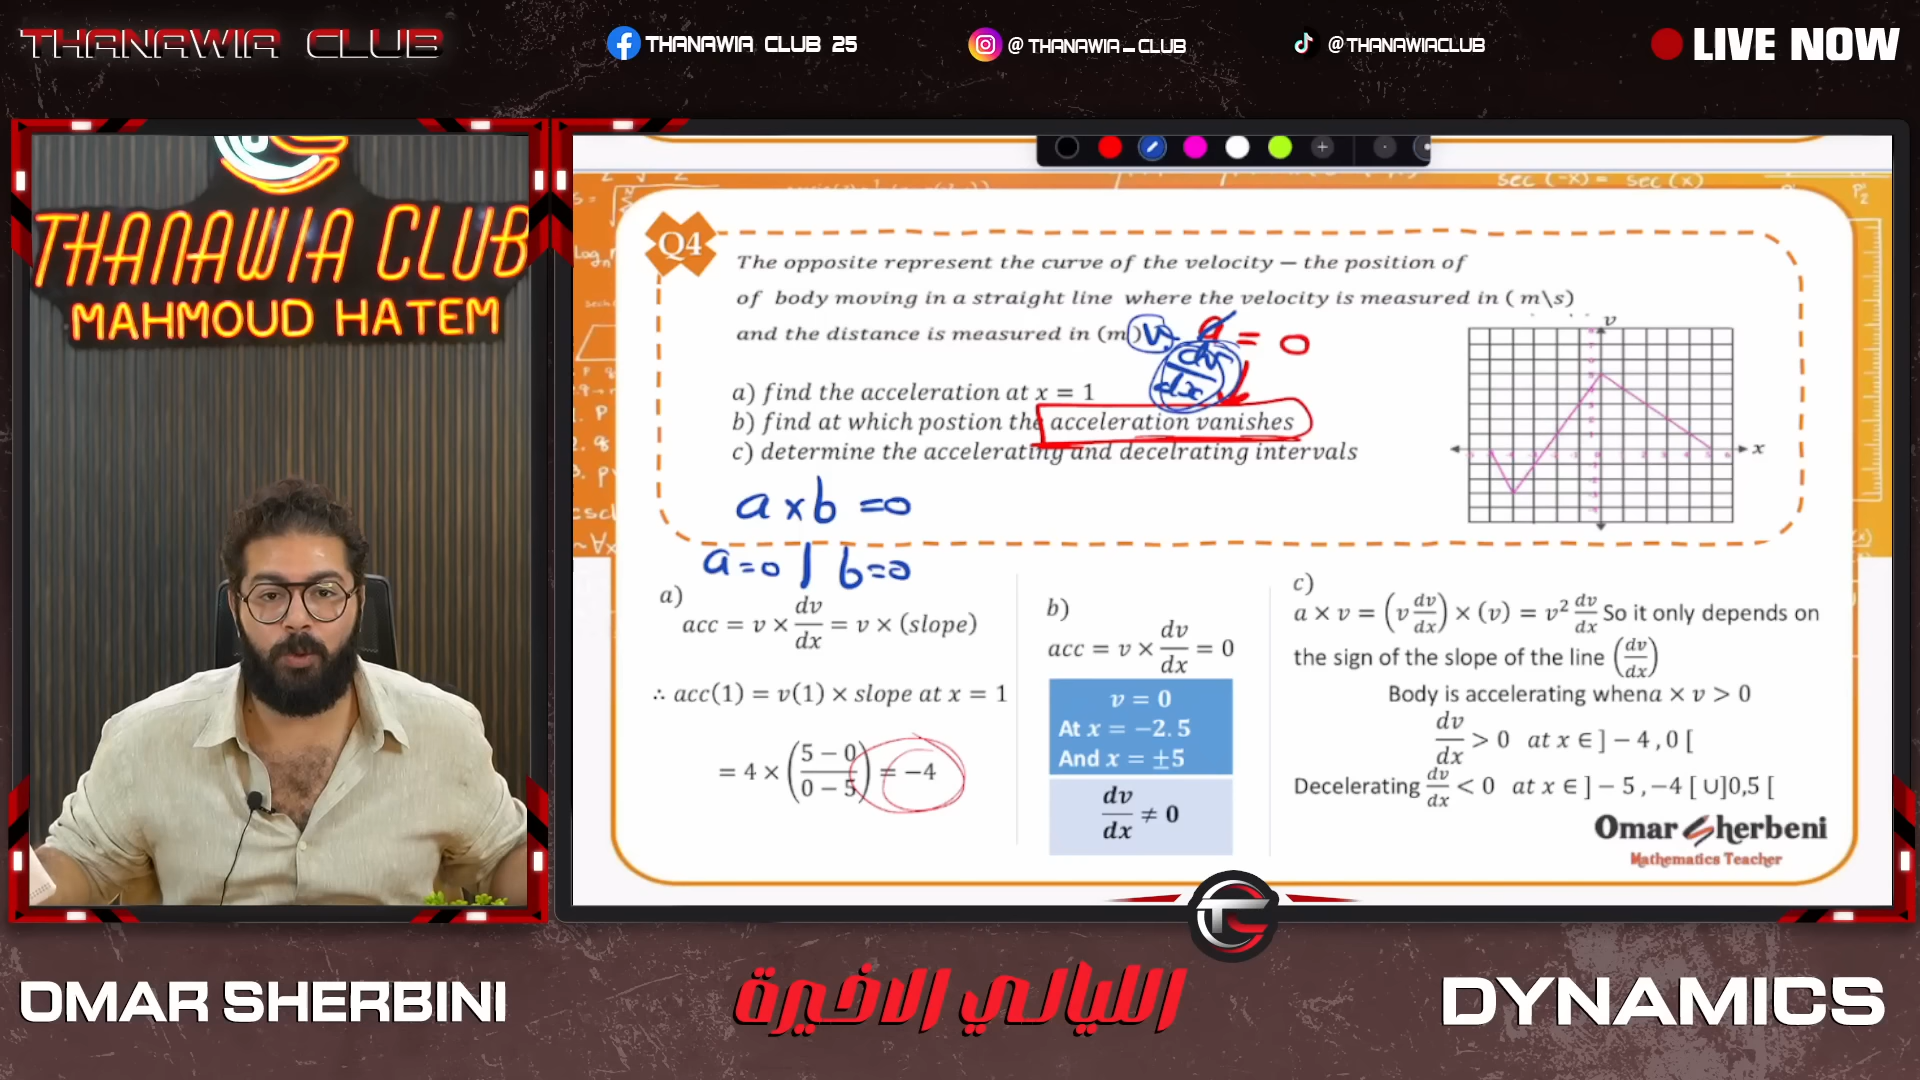 THANAWIA CLUB
THANAWIA CLUB 25
@THANAWIA_CLUB
@THANAWIACLUB
LIVE NOW
THANAWIA CLUB
MAHMOUD HATEM
sec (-x) = sec (x)
Q4
The opposite represent the curve of the velocity – the position of
of body moving in a straight line where the velocity is measured in ( m\s)
and the distance is measured in (m)
v. a = 0
dv
dx
a) find the acceleration at x = 1
b) find at which postion the acceleration vanishes
c) determine the accelerating and decelrating intervals
v
x
a x b = 0
a = 0 | b = 0
a)
acc = v × dv/dx = v × (slope)
∴ acc(1) = v(1) × slope at x = 1
= 4 × (5 − 0 / 0 − 5) = −4
b)
acc = v × dv/dx = 0
v = 0
At x = −2. 5
And x = ±5
dv/dx ≠ 0
c)
a × v = (v dv/dx) × (v) = v² dv/dx So it only depends on
the sign of the slope of the line (dv/dx)
Body is accelerating whena × v > 0
dv/dx > 0 at x ∈ ] − 4 , 0 [
Decelerating dv/dx < 0 at x ∈ ] − 5 , −4 [ ∪]0,5 [
Omar Sherbeni
Mathematics Teacher
TC
OMAR SHERBINI
الليالي الاخيرة
DYNAMICS